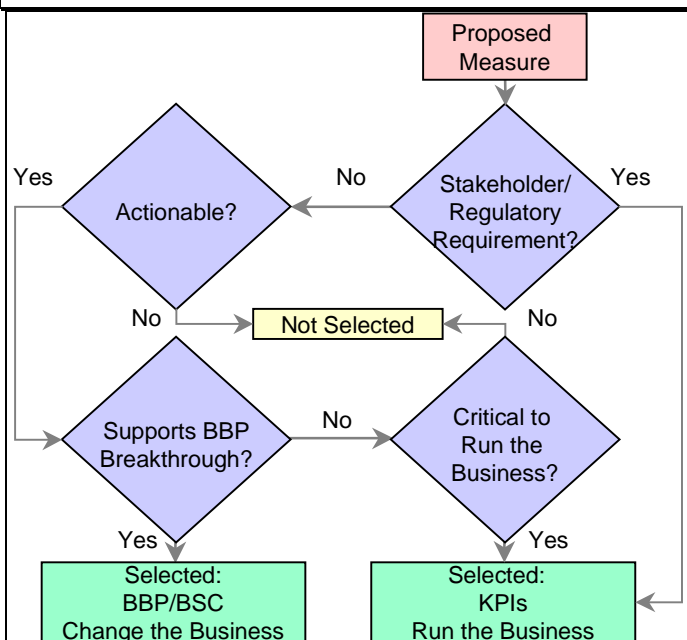 Proposed
Measure
Yes
No
Yes
Actionable?
Stakeholder/
Regulatory
Requirement?
No
Not Selected
No
Supports BBP
Breakthrough?
No
Critical to
Run the
Business?
Yes
Yes
Selected:
BBP/BSC
Change the Business
Selected:
KPIs
Run the Business